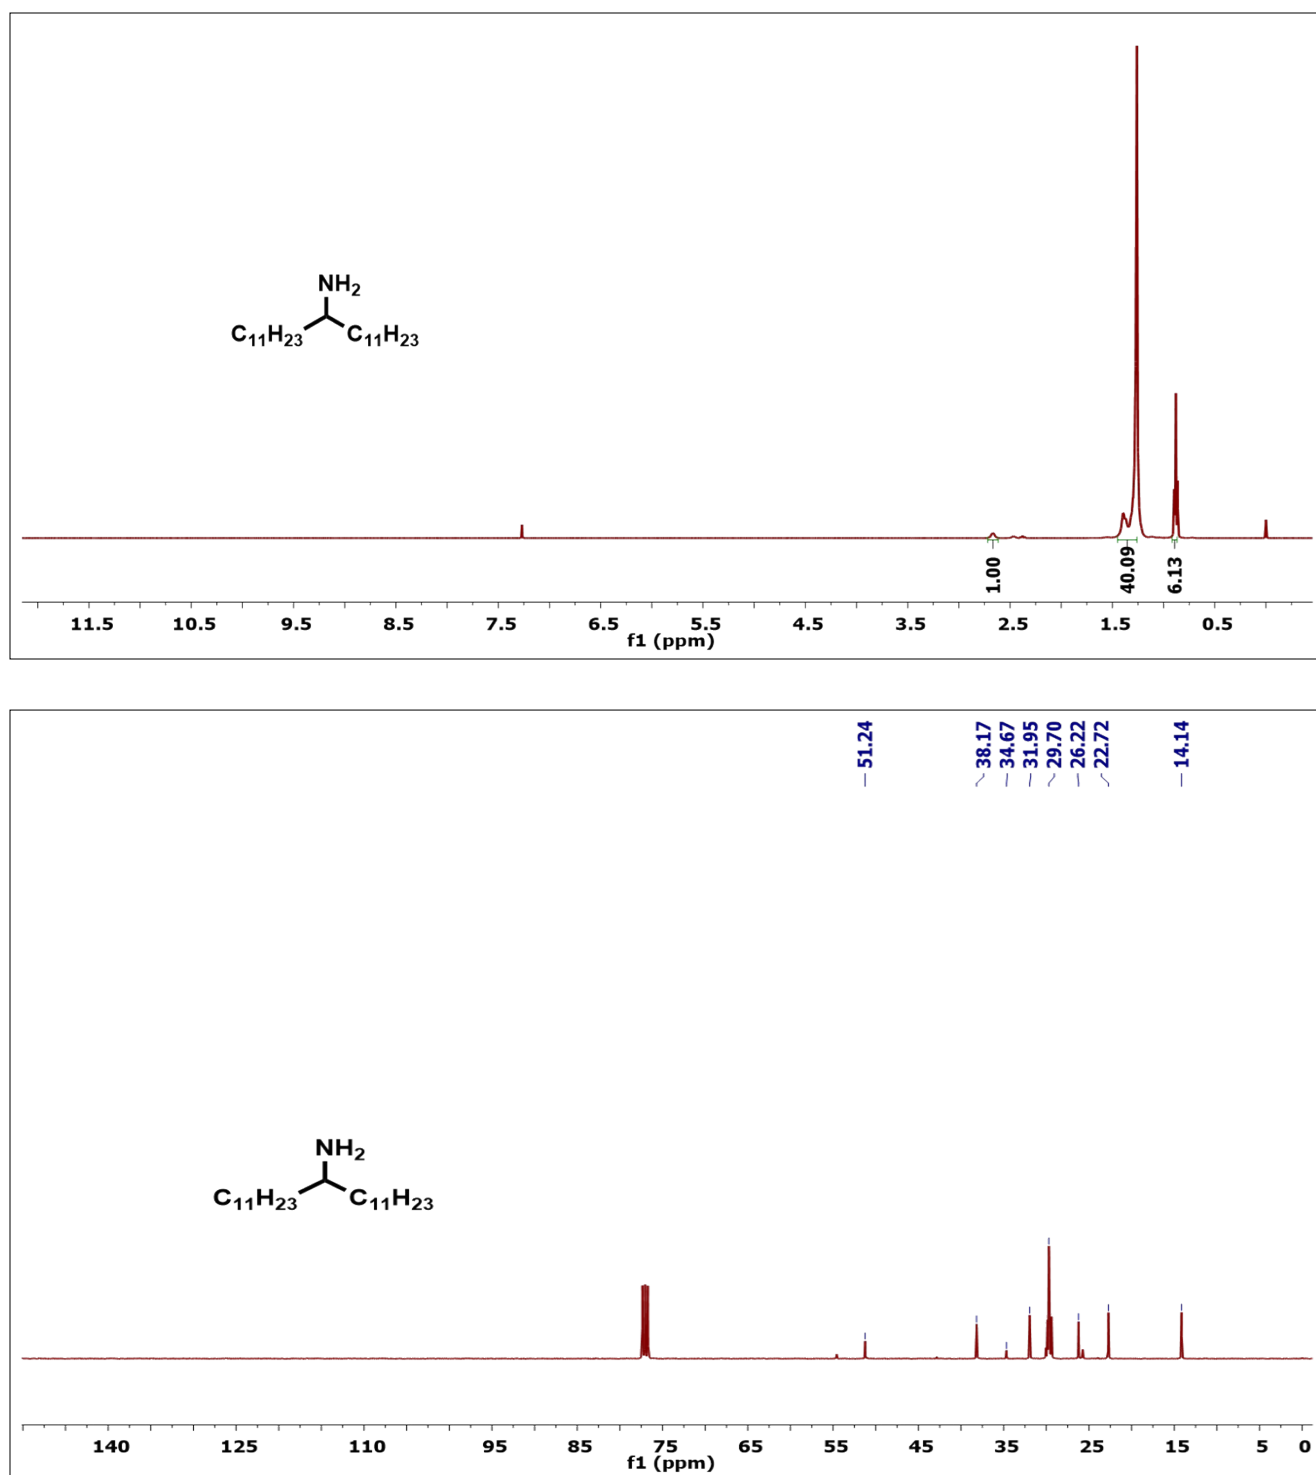 NH₂
C₁₁H₂₃ C₁₁H₂₃
1.00
40.09
6.13
11.5 10.5 9.5 8.5 7.5 6.5 5.5 4.5 3.5 2.5 1.5 0.5
f1 (ppm)
51.24
38.17
34.67
31.95
29.70
26.22
22.72
14.14
NH₂
C₁₁H₂₃ C₁₁H₂₃
140 125 110 95 85 75 65 55 45 35 25 15 5 0
f1 (ppm)